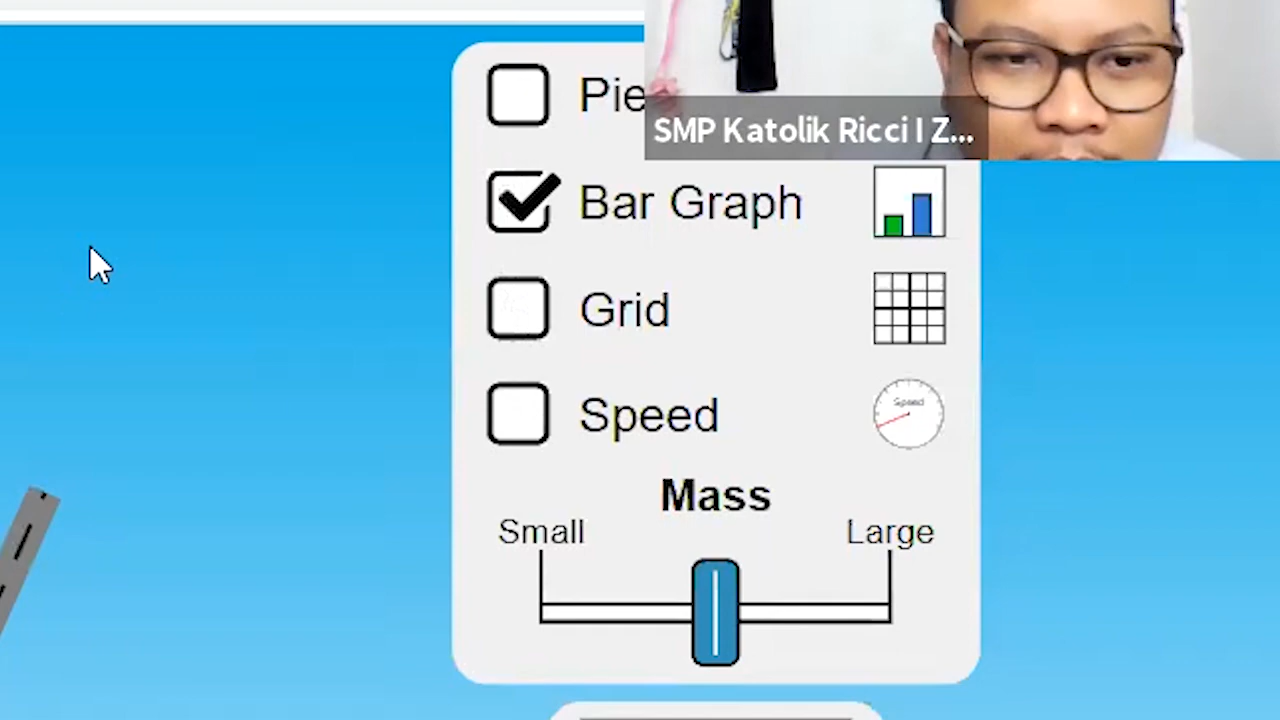 Pie
SMP Katolik Ricci I Z...
Bar Graph
Grid
Speed
Speed
Mass
Small
Large